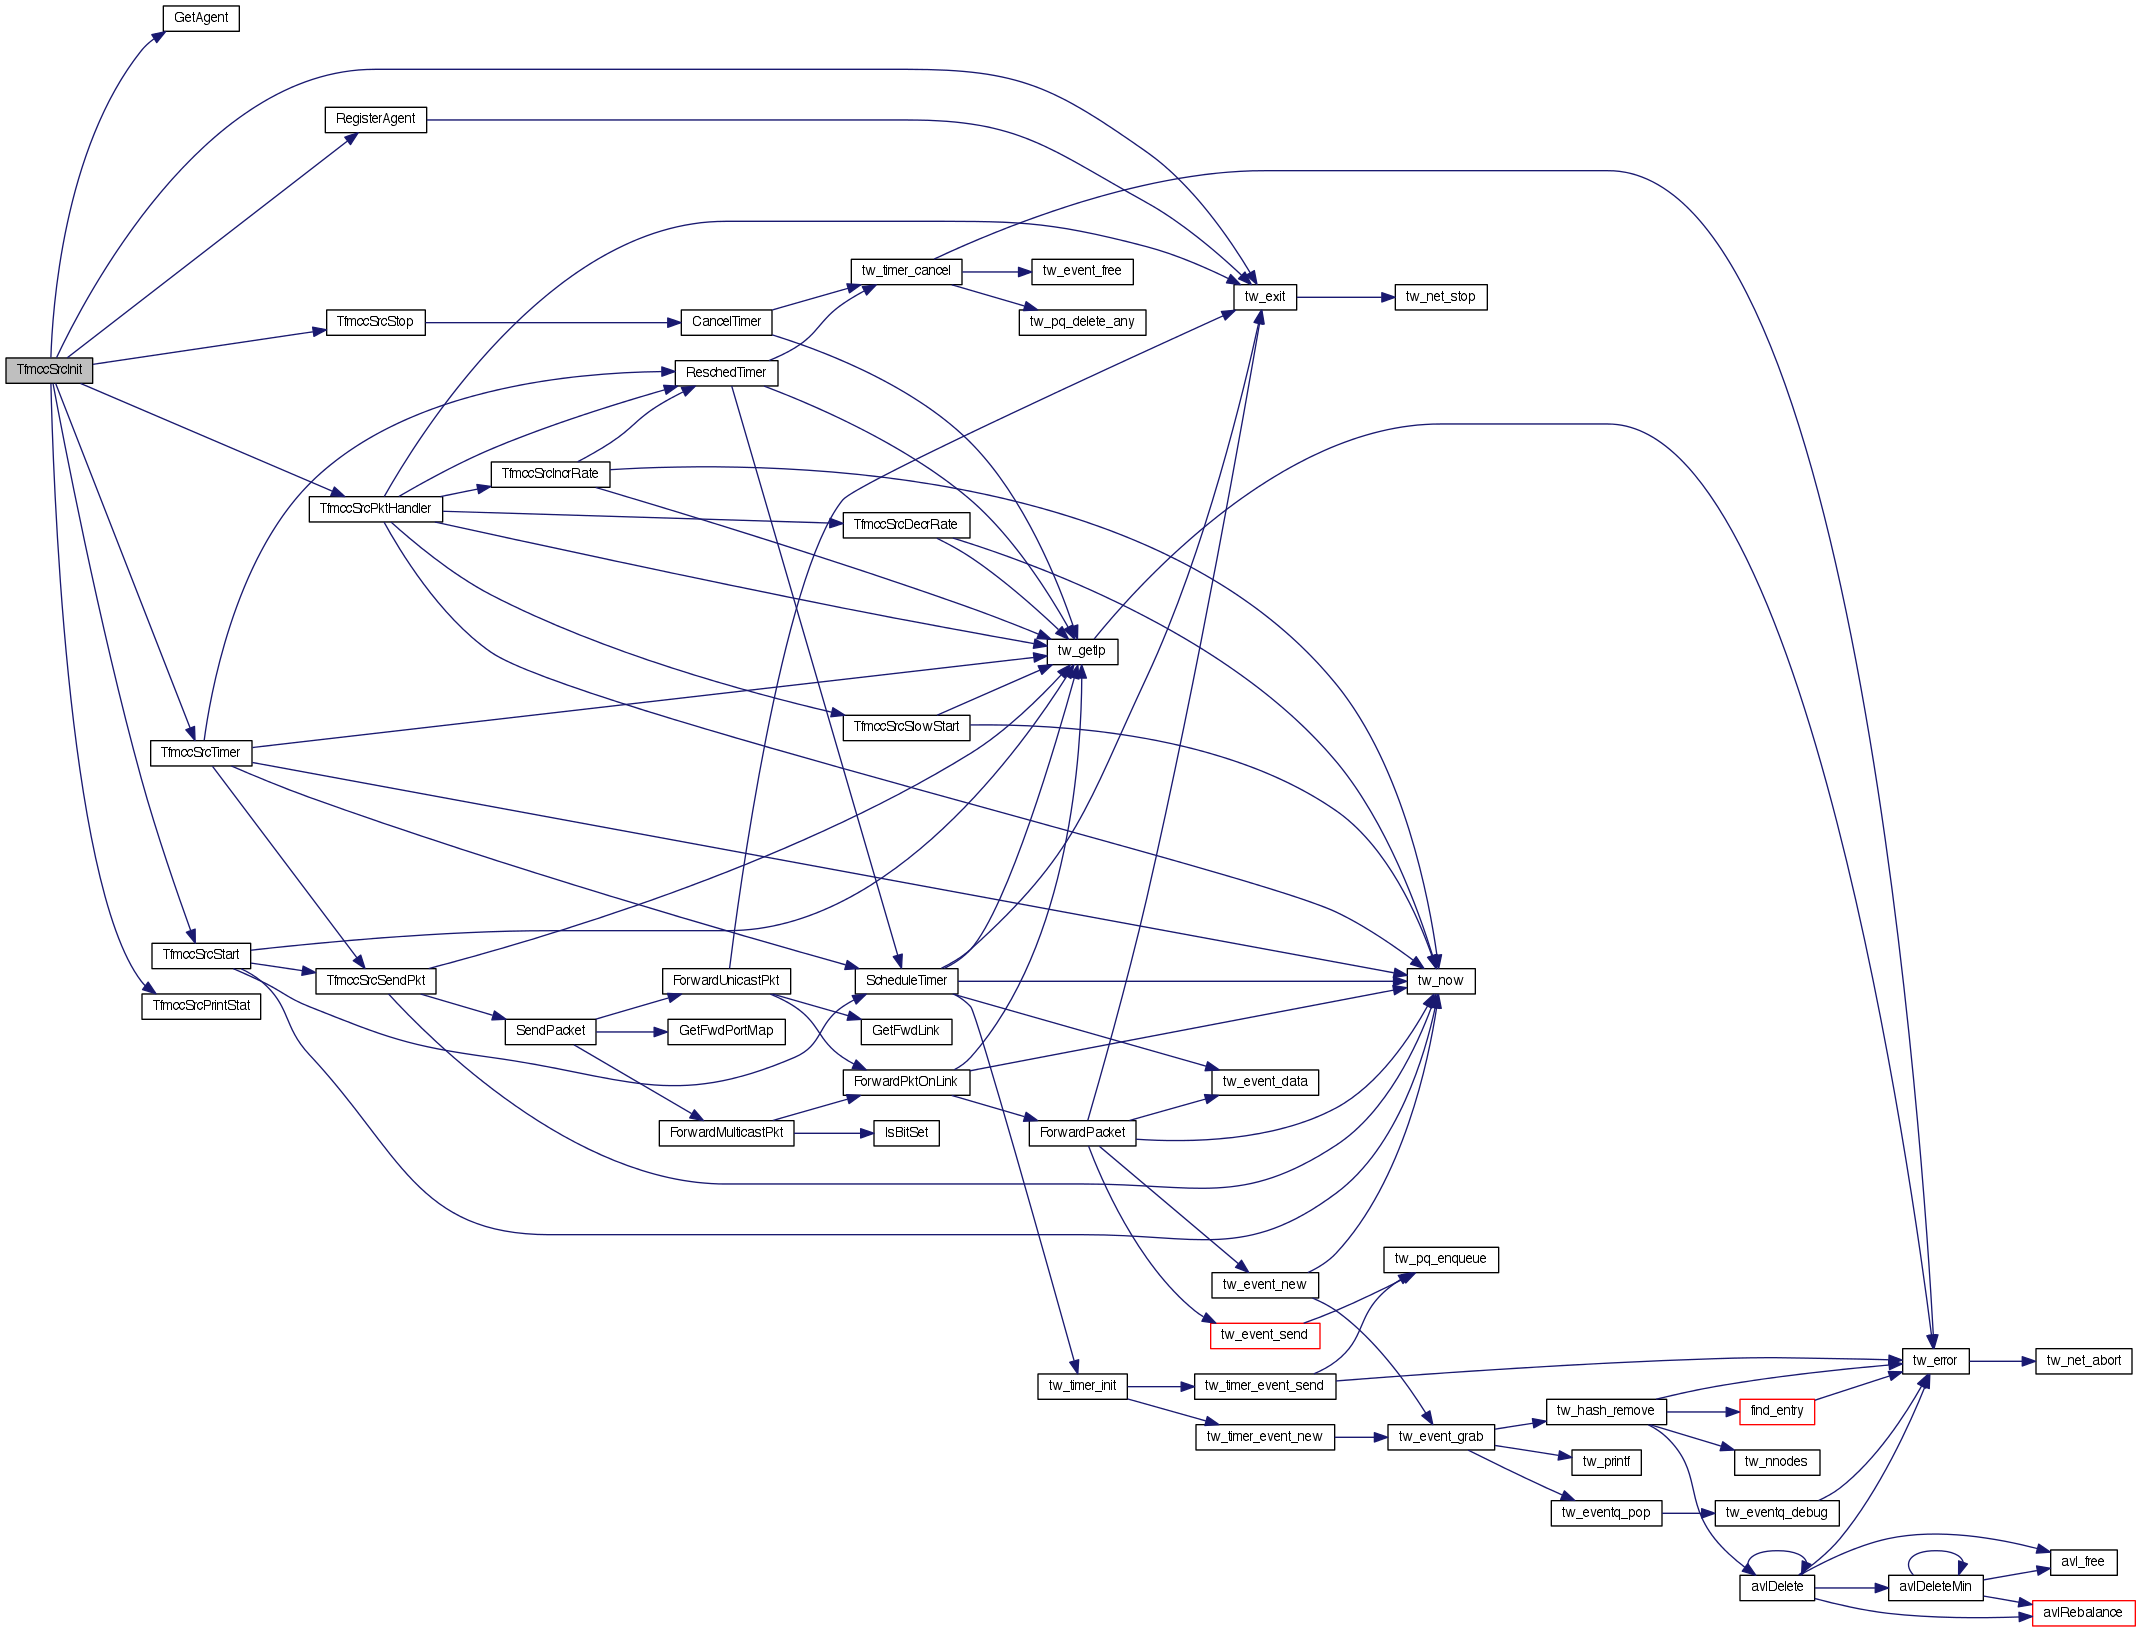 GetAgent
RegisterAgent
tw_timer_cancel
tw_event_free
tw_exit
tw_net_stop
TfmccSrcStop
CancelTimer
tw_pq_delete_any
TfmccSrcInit
ReschedTimer
TfmccSrcIncrRate
TfmccSrcPktHandler
TfmccSrcDecrRate
tw_getlp
TfmccSrcSlowStart
TfmccSrcTimer
TfmccSrcStart
TfmccSrcSendPkt
ForwardUnicastPkt
ScheduleTimer
tw_now
TfmccSrcPrintStat
SendPacket
GetFwdPortMap
GetFwdLink
ForwardPktOnLink
tw_event_data
ForwardMulticastPkt
IsBitSet
ForwardPacket
tw_pq_enqueue
tw_event_new
tw_event_send
tw_error
tw_net_abort
tw_timer_init
tw_timer_event_send
tw_hash_remove
find_entry
tw_timer_event_new
tw_event_grab
tw_printf
tw_nnodes
tw_eventq_pop
tw_eventq_debug
avl_free
avlDelete
avlDeleteMin
avlRebalance